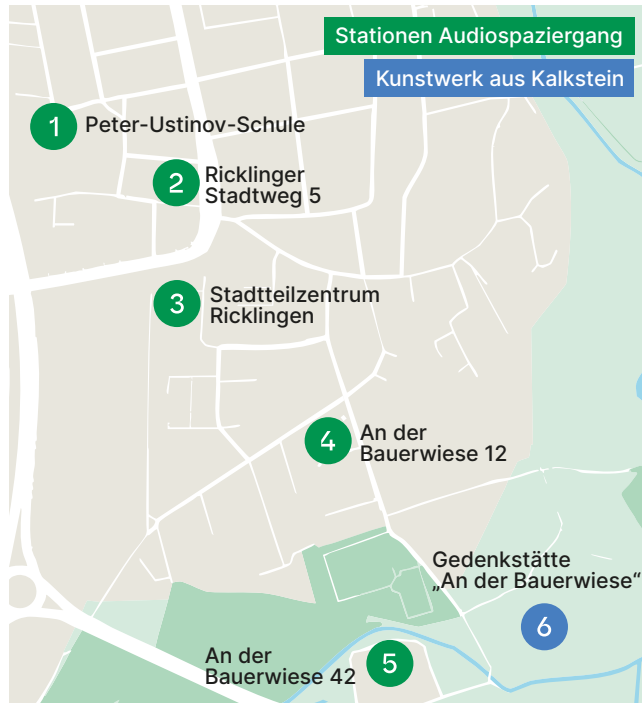 Stationen Audiospaziergang
Kunstwerk aus Kalkstein
1
Peter-Ustinov-Schule
2
Ricklinger
Stadtweg 5
3
Stadtteilzentrum
Ricklingen
4
An der
Bauerwiese 12
Gedenkstätte
„An der Bauerwiese“
6
An der
Bauerwiese 42
5